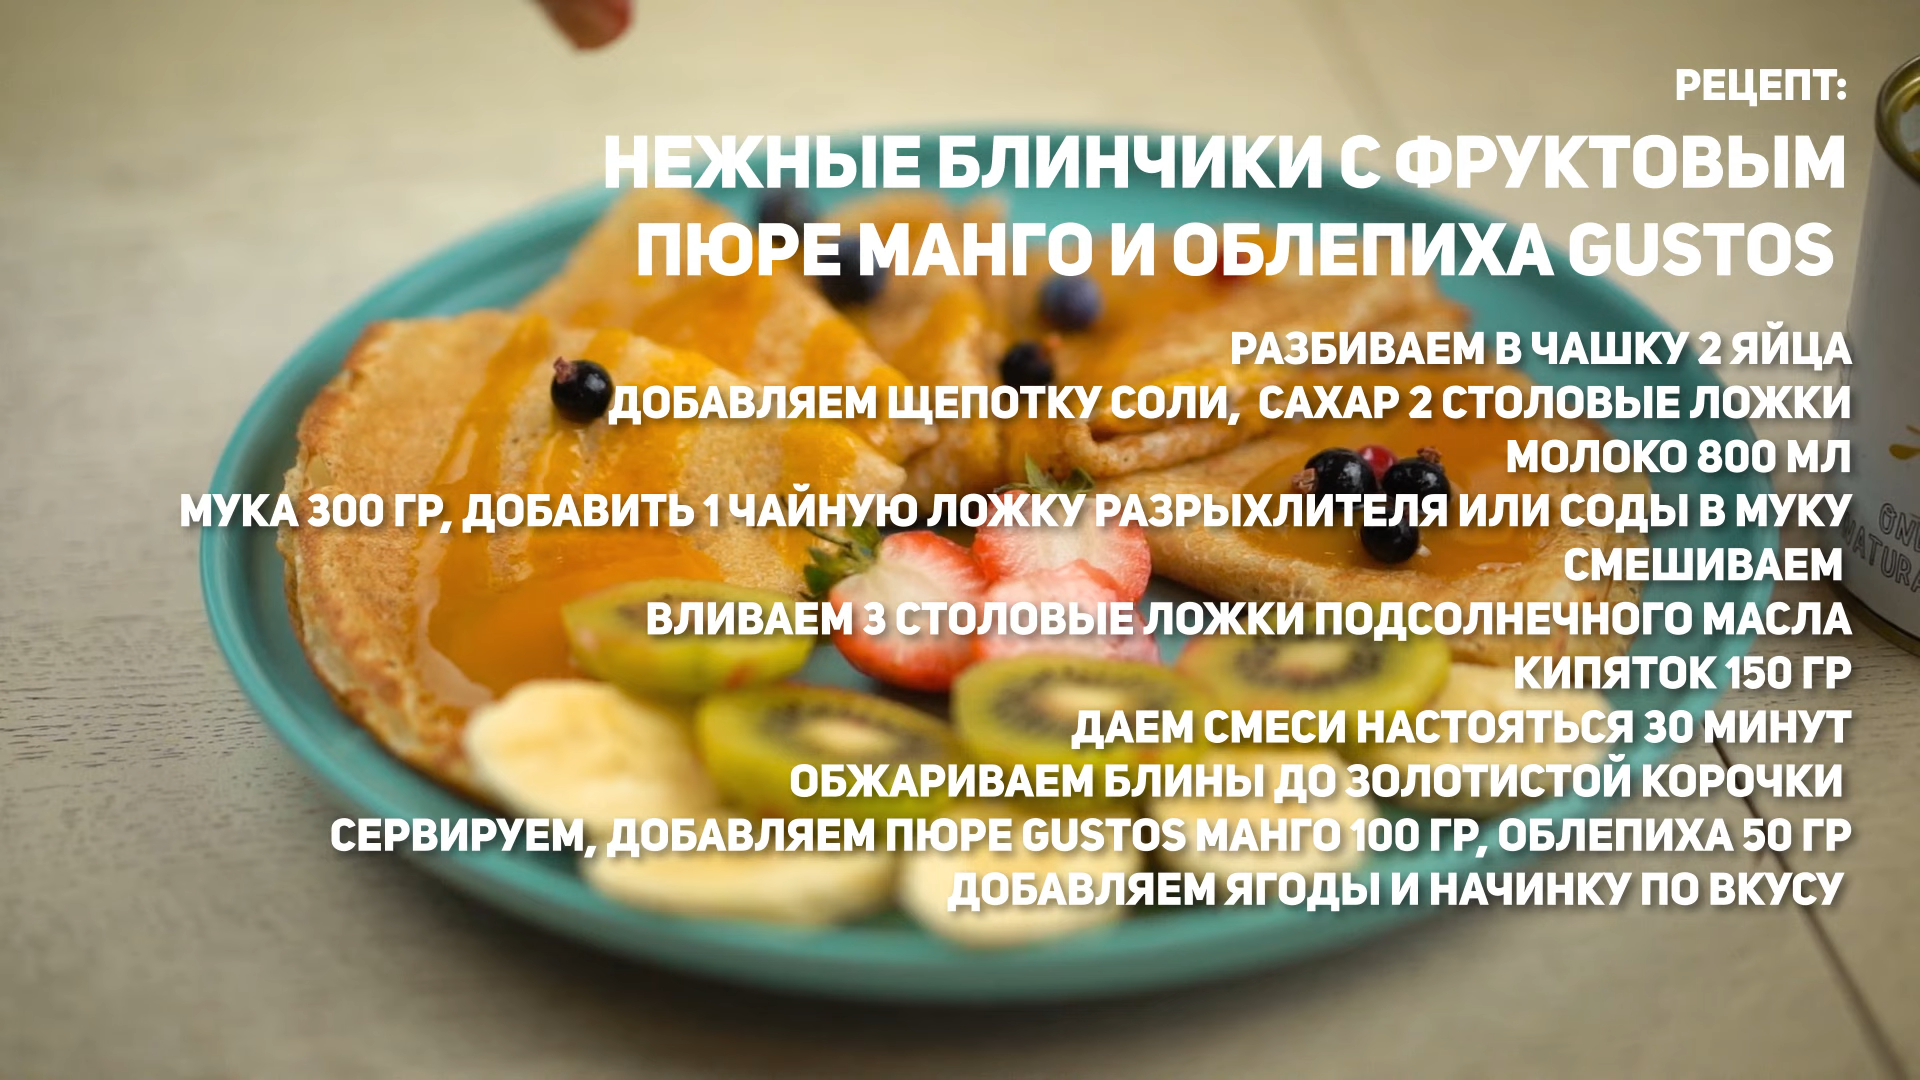 РЕЦЕПТ:
НЕЖНЫЕ БЛИНЧИКИ С ФРУКТОВЫМ
ПЮРЕ МАНГО И ОБЛЕПИХА GUSTOS
РАЗБИВАЕМ В ЧАШКУ 2 ЯЙЦА
ДОБАВЛЯЕМ ЩЕПОТКУ СОЛИ, САХАР 2 СТОЛОВЫЕ ЛОЖКИ
МОЛОКО 800 МЛ
МУКА 300 ГР, ДОБАВИТЬ 1 ЧАЙНУЮ ЛОЖКУ РАЗРЫХЛИТЕЛЯ ИЛИ СОДЫ В МУКУ
СМЕШИВАЕМ
ВЛИВАЕМ 3 СТОЛОВЫЕ ЛОЖКИ ПОДСОЛНЕЧНОГО МАСЛА
КИПЯТОК 150 ГР
ДАЕМ СМЕСИ НАСТОЯТЬСЯ 30 МИНУТ
ОБЖАРИВАЕМ БЛИНЫ ДО ЗОЛОТИСТОЙ КОРОЧКИ
СЕРВИРУЕМ, ДОБАВЛЯЕМ ПЮРЕ GUSTOS МАНГО 100 ГР, ОБЛЕПИХА 50 ГР
ДОБАВЛЯЕМ ЯГОДЫ И НАЧИНКУ ПО ВКУСУ